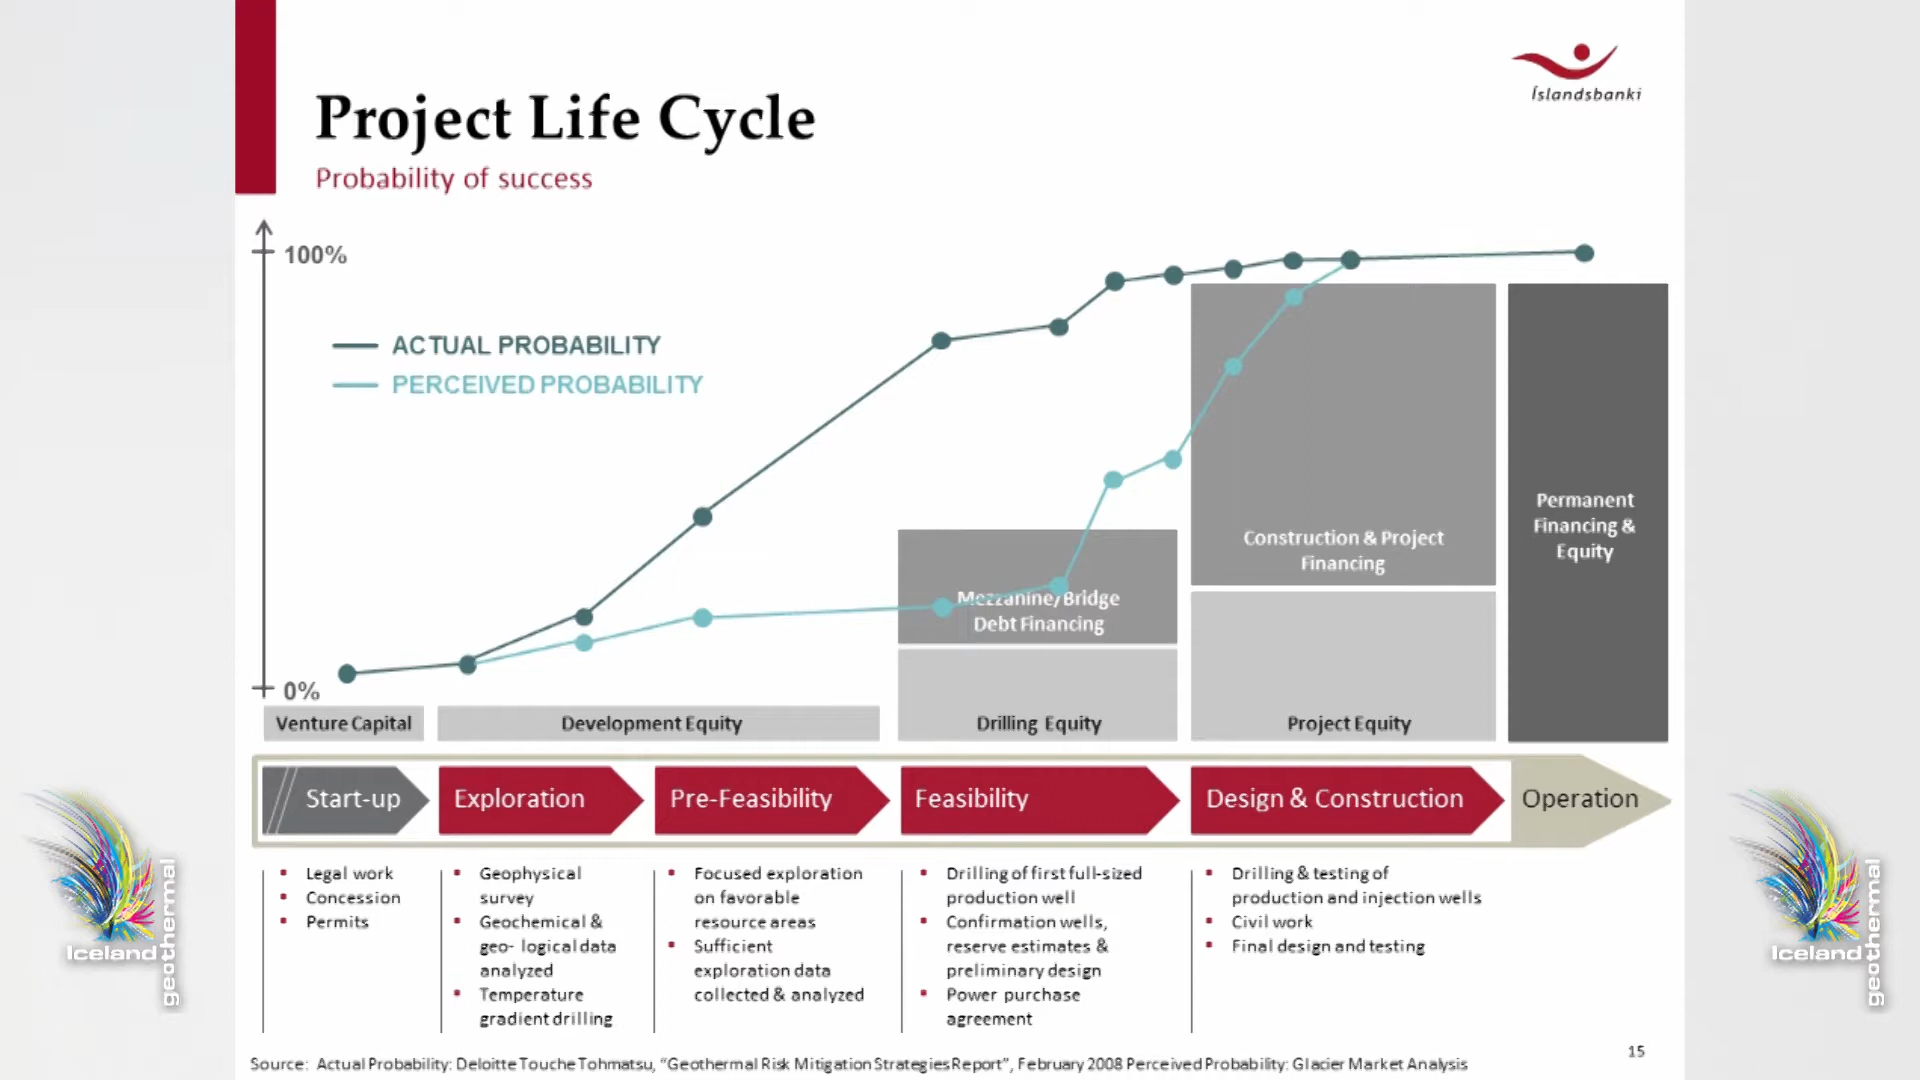 Íslandsbanki
Project Life Cycle
Probability of success
100%
ACTUAL PROBABILITY
PERCEIVED PROBABILITY
0%
Mezzanine/Bridge
Debt Financing
Construction & Project
Financing
Permanent
Financing &
Equity
Venture Capital
Development Equity
Drilling Equity
Project Equity
Start-up
Exploration
Pre-Feasibility
Feasibility
Design & Construction
Operation
▪ Legal work
▪ Concession
▪ Permits
▪ Geophysical
survey
▪ Geochemical &
geo- logical data
analyzed
▪ Temperature
gradient drilling
▪ Focused exploration
on favorable
resource areas
▪ Sufficient
exploration data
collected & analyzed
▪ Drilling of first full-sized
production well
▪ Confirmation wells,
reserve estimates &
preliminary design
▪ Power purchase
agreement
▪ Drilling & testing of
production and injection wells
▪ Civil work
▪ Final design and testing
Iceland
geothermal
Iceland
geothermal
15
Source: Actual Probability: Deloitte Touche Tohmatsu, “Geothermal Risk Mitigation Strategies Report”, February 2008 Perceived Probability: Glacier Market Analysis